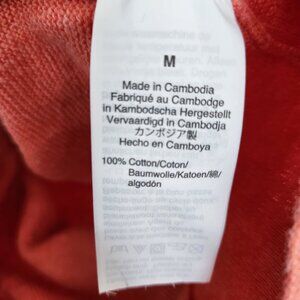 M
Made in Cambodia
Fabriqué au Cambodge
in Kambodscha Hergestellt
Vervaardigd in Cambodja
カンボジア製
Hecho en Camboya
100% Cotton/Coton/
Baumwolle/Katoen/綿/
algodón